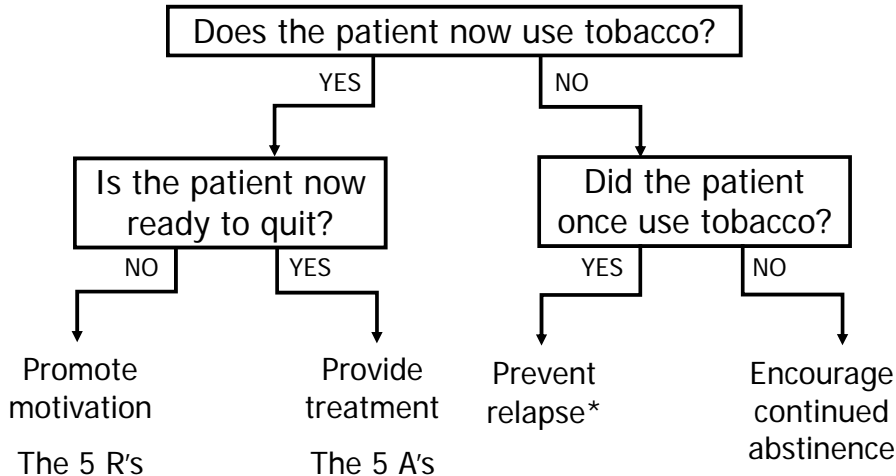 Does the patient now use tobacco?
YES
NO
Is the patient now
ready to quit?
Did the patient
once use tobacco?
NO
YES
YES
NO
Promote
motivation
The 5 R's
Provide
treatment
The 5 A's
Prevent
relapse*
Encourage
continued
abstinence